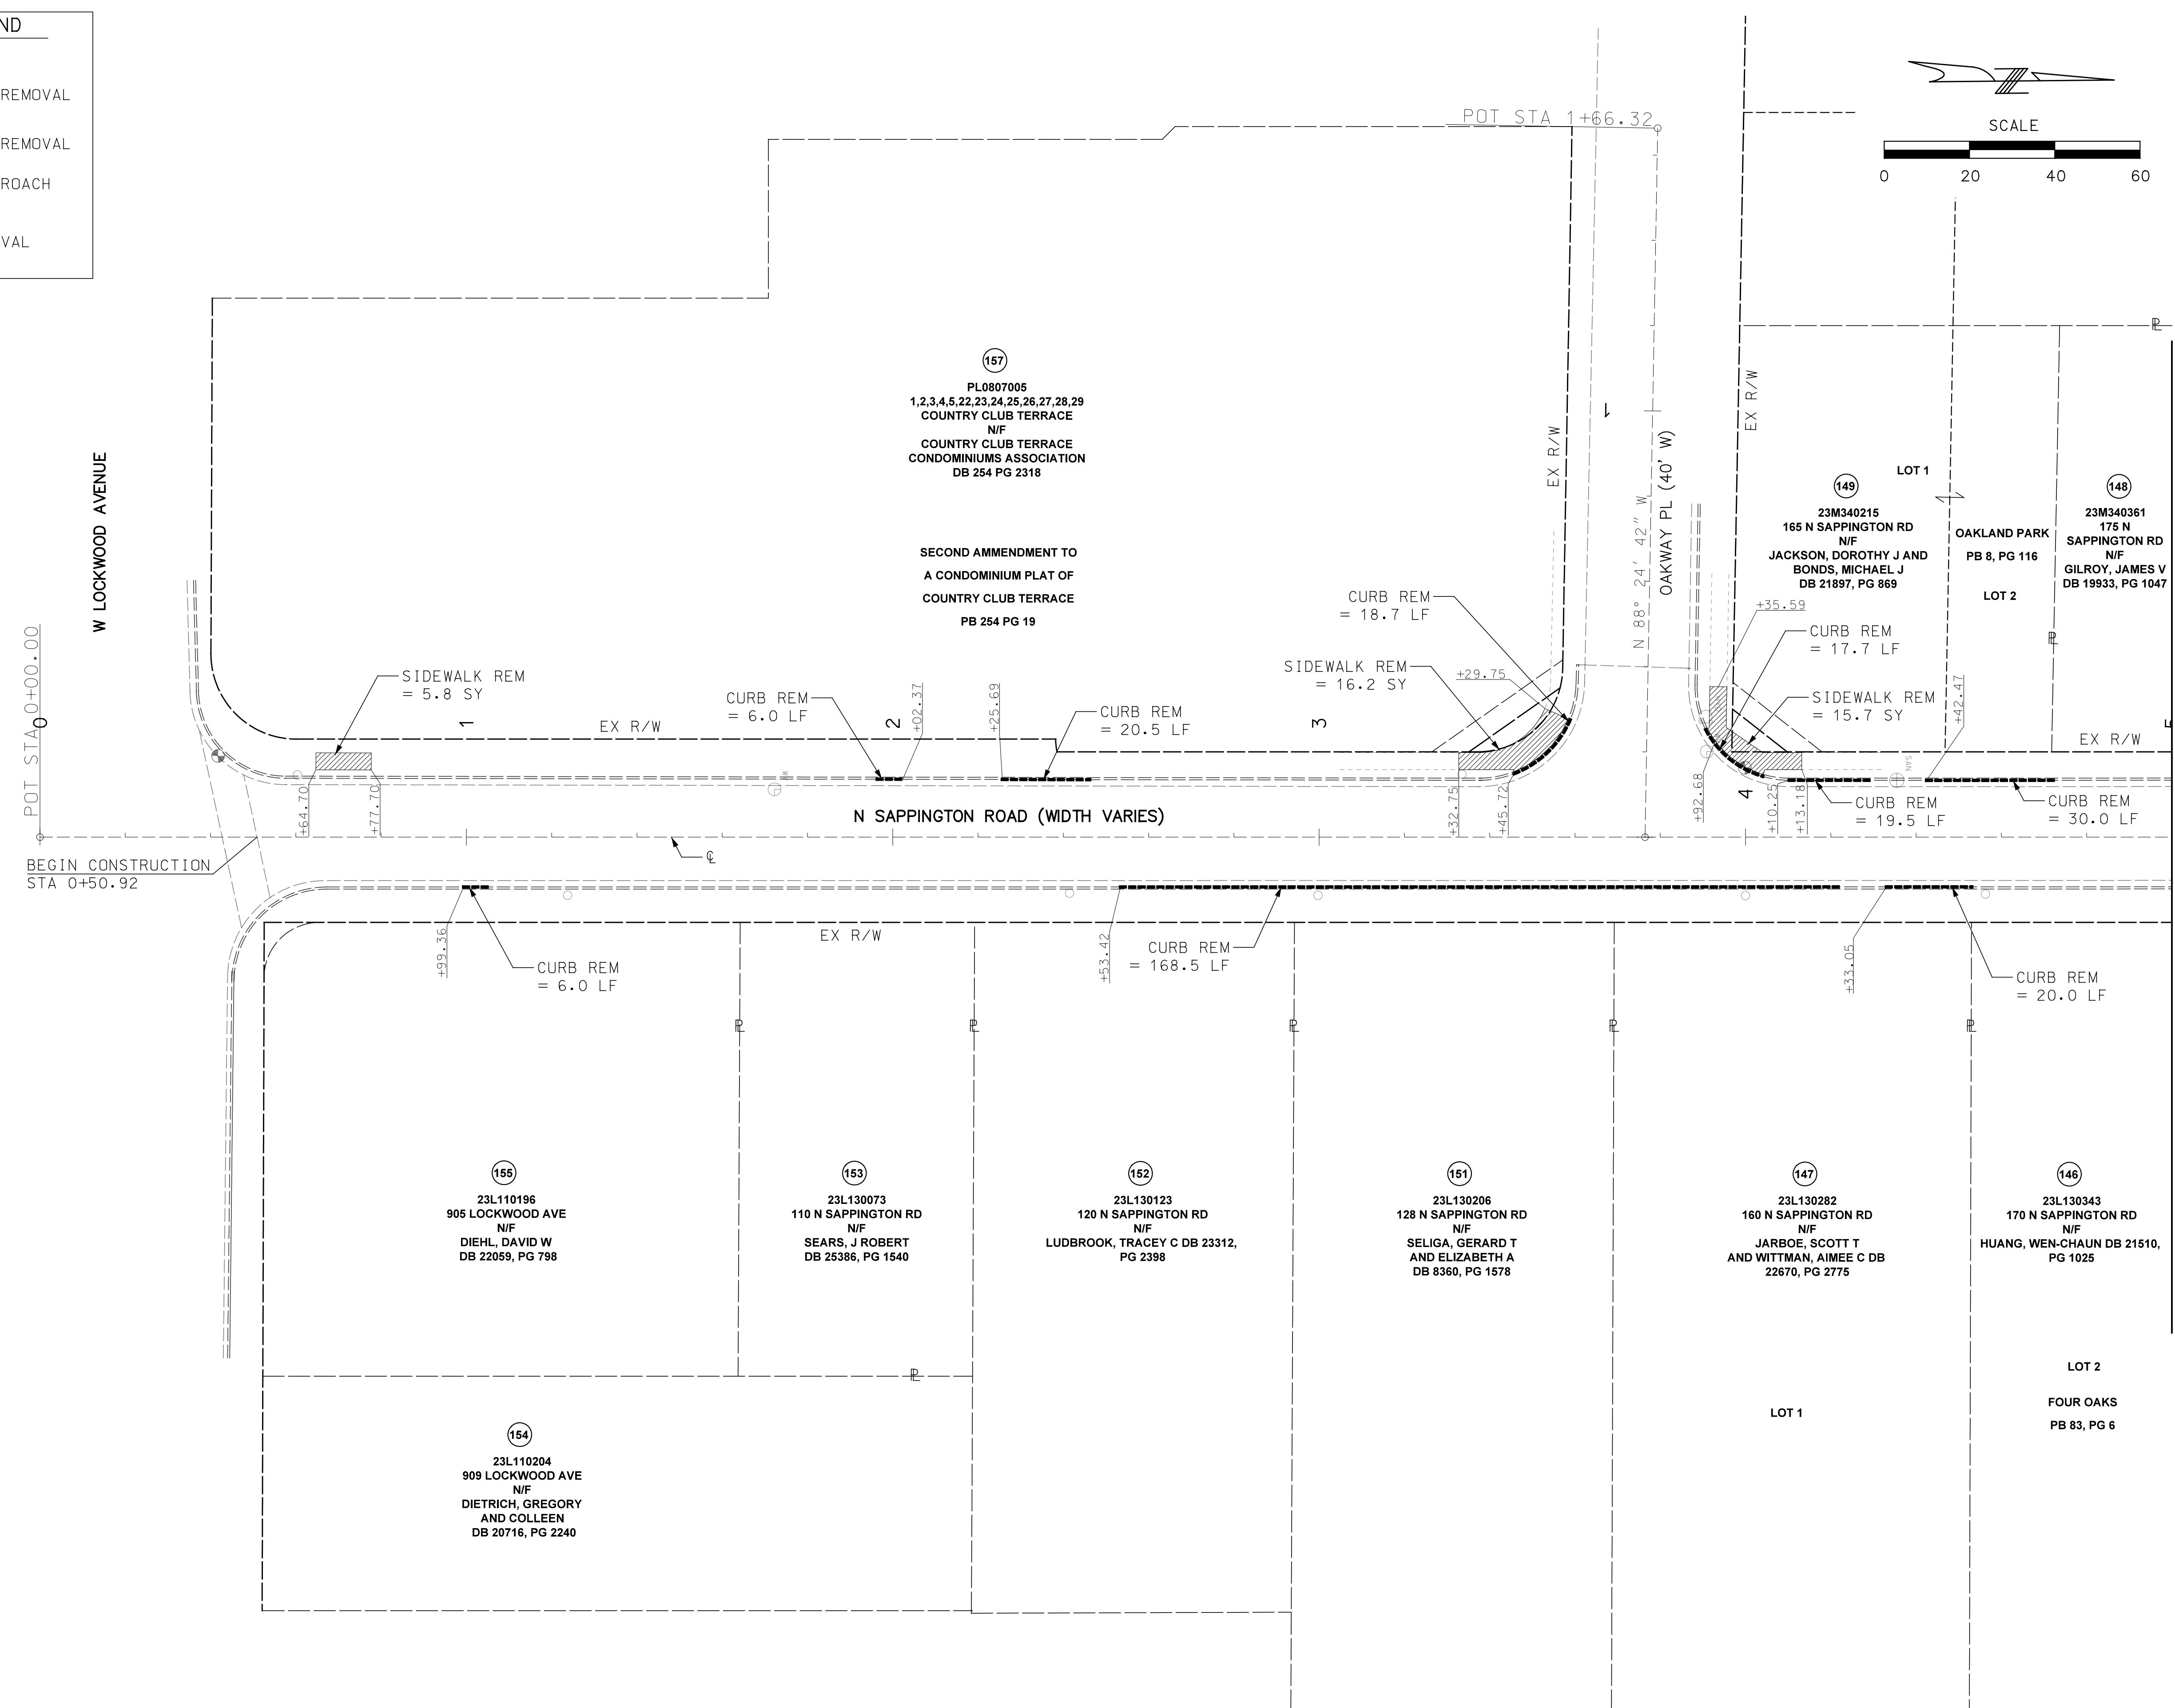 ND
REMOVAL
REMOVAL
ROACH
VAL
POT STA 1+66.32
SCALE
0 20 40 60
157
PL0807005
1,2,3,4,5,22,23,24,25,26,27,28,29
COUNTRY CLUB TERRACE
N/F
COUNTRY CLUB TERRACE
CONDOMINIUMS ASSOCIATION
DB 254 PG 2318
SECOND AMMENDMENT TO
A CONDOMINIUM PLAT OF
COUNTRY CLUB TERRACE
PB 254 PG 19
EX R/W
1
N 88° 24' 42" W
OAKWAY PL (40' W)
EX R/W
LOT 1
149
23M340215
165 N SAPPINGTON RD
N/F
JACKSON, DOROTHY J AND
BONDS, MICHAEL J
DB 21897, PG 869
OAKLAND PARK
PB 8, PG 116
LOT 2
148
23M340361
175 N
SAPPINGTON RD
N/F
GILROY, JAMES V
DB 19933, PG 1047
PL
PL
W LOCKWOOD AVENUE
POT STA 0+00.00
0
SIDEWALK REM
= 5.8 SY
1
EX R/W
CURB REM
= 6.0 LF
2
+02.37
+25.69
CURB REM
= 20.5 LF
CURB REM
= 18.7 LF
SIDEWALK REM
= 16.2 SY
+29.75
3
+35.59
CURB REM
= 17.7 LF
SIDEWALK REM
= 15.7 SY
+42.47
EX R/W
5
W
SAN
+64.70
+77.70
N SAPPINGTON ROAD (WIDTH VARIES)
+32.75
+45.72
+92.68
4
+10.25
+13.18
CURB REM
= 19.5 LF
CURB REM
= 30.0 LF
BEGIN CONSTRUCTION
STA 0+50.92
CL
+99.36
CURB REM
= 6.0 LF
EX R/W
+53.42
CURB REM
= 168.5 LF
+33.05
CURB REM
= 20.0 LF
PL
PL
PL
PL
PL
155
23L110196
905 LOCKWOOD AVE
N/F
DIEHL, DAVID W
DB 22059, PG 798
153
23L130073
110 N SAPPINGTON RD
N/F
SEARS, J ROBERT
DB 25386, PG 1540
152
23L130123
120 N SAPPINGTON RD
N/F
LUDBROOK, TRACEY C DB 23312,
PG 2398
151
23L130206
128 N SAPPINGTON RD
N/F
SELIGA, GERARD T
AND ELIZABETH A
DB 8360, PG 1578
147
23L130282
160 N SAPPINGTON RD
N/F
JARBOE, SCOTT T
AND WITTMAN, AIMEE C DB
22670, PG 2775
146
23L130343
170 N SAPPINGTON RD
N/F
HUANG, WEN-CHAUN DB 21510,
PG 1025
PL
LOT 1
LOT 2
FOUR OAKS
PB 83, PG 6
154
23L110204
909 LOCKWOOD AVE
N/F
DIETRICH, GREGORY
AND COLLEEN
DB 20716, PG 2240